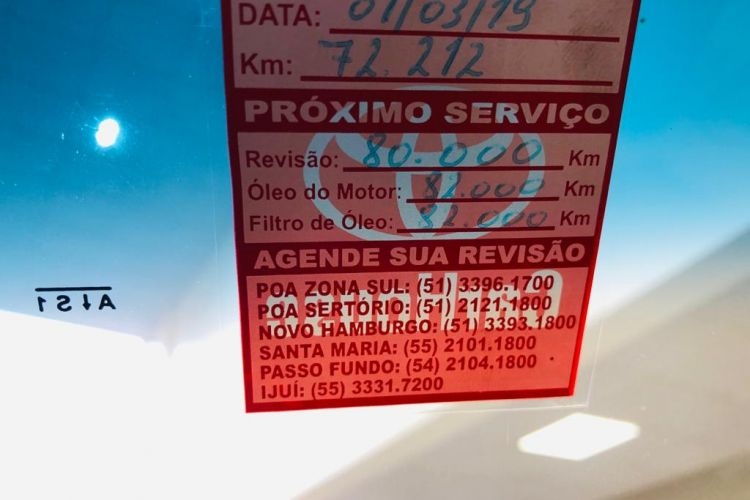 DATA: 01/03/19
Km: 72.212
PRÓXIMO SERVIÇO
Revisão: 80.000 Km
Óleo do Motor: 82.000 Km
Filtro de Óleo: 82.000 Km
AGENDE SUA REVISÃO
POA ZONA SUL: (51) 3396.1700
POA SERTÓRIO: (51) 2121.1800
NOVO HAMBURGO: (51) 3393.1800
SANTA MARIA: (55) 2101.1800
PASSO FUNDO: (54) 2104.1800
IJUÍ: (55) 3331.7200
AS1